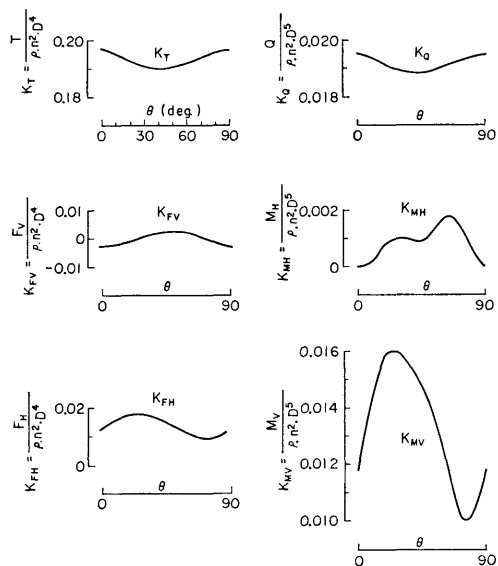 K_T = T / ρ.n².D⁴
0.20
0.18
K_T
θ (deg.)
0 30 60 90
K_Q = Q / ρ.n².D⁵
0.020
0.018
K_Q
θ
0 90
K_FV = F_V / ρ.n².D⁴
0.01
0
-0.01
K_FV
θ
0 90
K_MH = M_H / ρ.n².D⁵
0.002
0
K_MH
θ
0 90
K_FH = F_H / ρ.n².D⁴
0.02
0
K_FH
θ
0 90
K_MV = M_V / ρ.n².D⁵
0.016
0.014
0.012
0.010
K_MV
θ
0 90